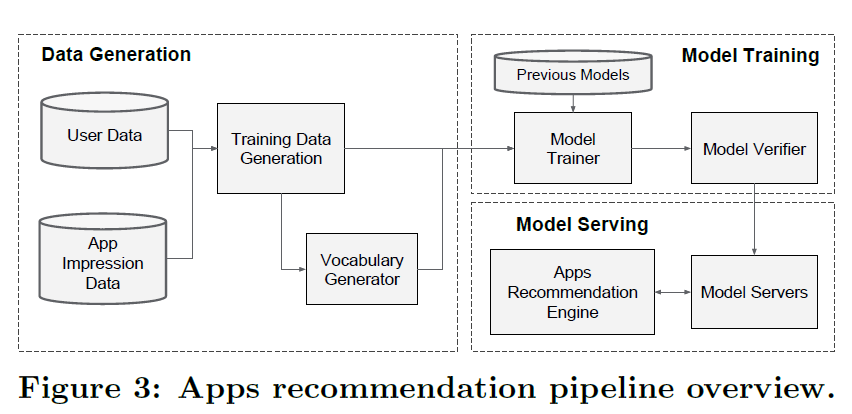 Data Generation
User Data
App
Impression
Data
Training Data
Generation
Vocabulary
Generator
Model Training
Previous Models
Model
Trainer
Model Verifier
Model Serving
Apps
Recommendation
Engine
Model Servers
Figure 3: Apps recommendation pipeline overview.